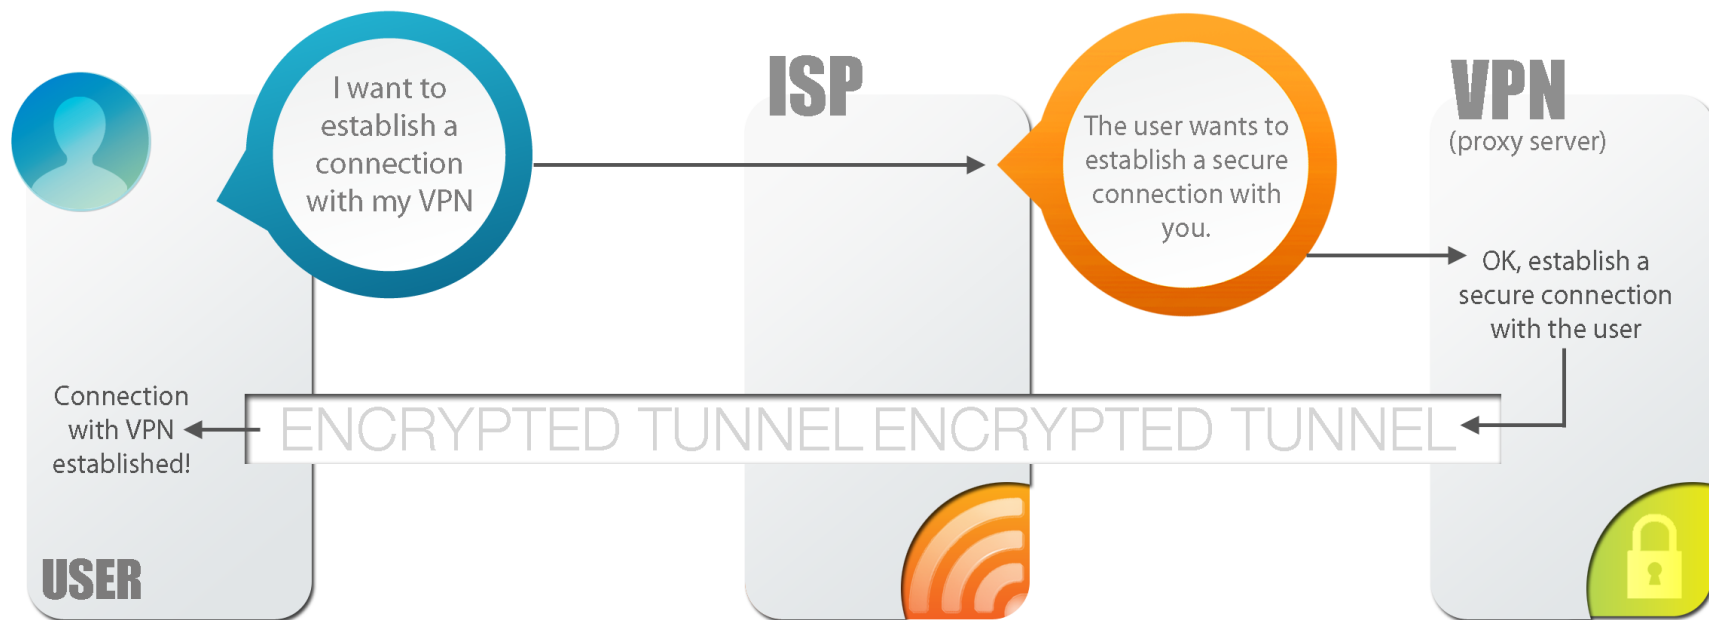 I want to
establish a
connection
with my VPN
ISP
The user wants to
establish a secure
connection with
you.
VPN
(proxy server)
OK, establish a
secure connection
with the user
Connection
with VPN
established!
ENCRYPTED TUNNEL ENCRYPTED TUNNEL
USER